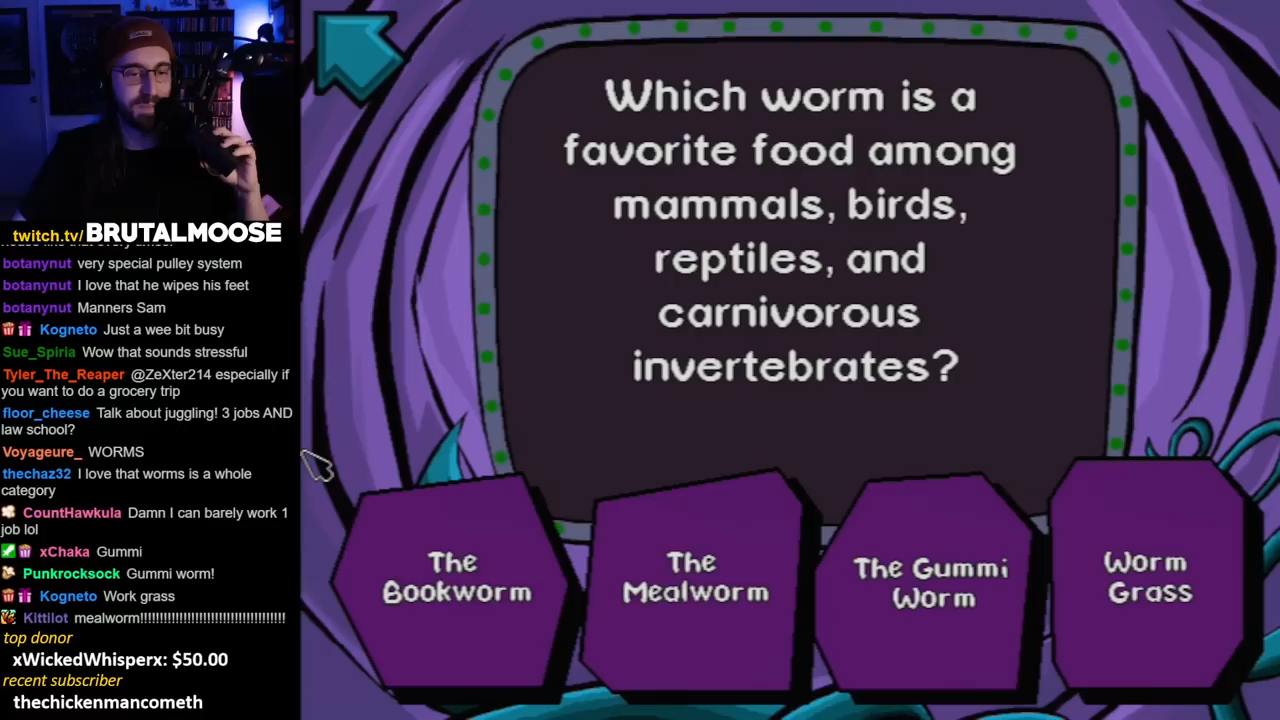 twitch.tv/BRUTALMOOSE
botanynut very special pulley system
botanynut I love that he wipes his feet
botanynut Manners Sam
Kogneto Just a wee bit busy
Sue_Spiria Wow that sounds stressful
Tyler_The_Reaper @ZeXter214 especially if
you want to do a grocery trip
floor_cheese Talk about juggling! 3 jobs AND
law school?
Voyageure_ WORMS
thechaz32 I love that worms is a whole
category
CountHawkula Damn I can barely work 1
job lol
xChaka Gummi
Punkrocksock Gummi worm!
Kogneto Work grass
Kittilot mealworm!!!!!!!!!!!!!!!!!!!!!!!!!!!!!!!!!!!!!
top donor
xWickedWhisperx: $50.00
recent subscriber
thechickenmancometh
Which worm is a
favorite food among
mammals, birds,
reptiles, and
carnivorous
invertebrates?
The
Bookworm
The
Mealworm
The Gummi
Worm
Worm
Grass